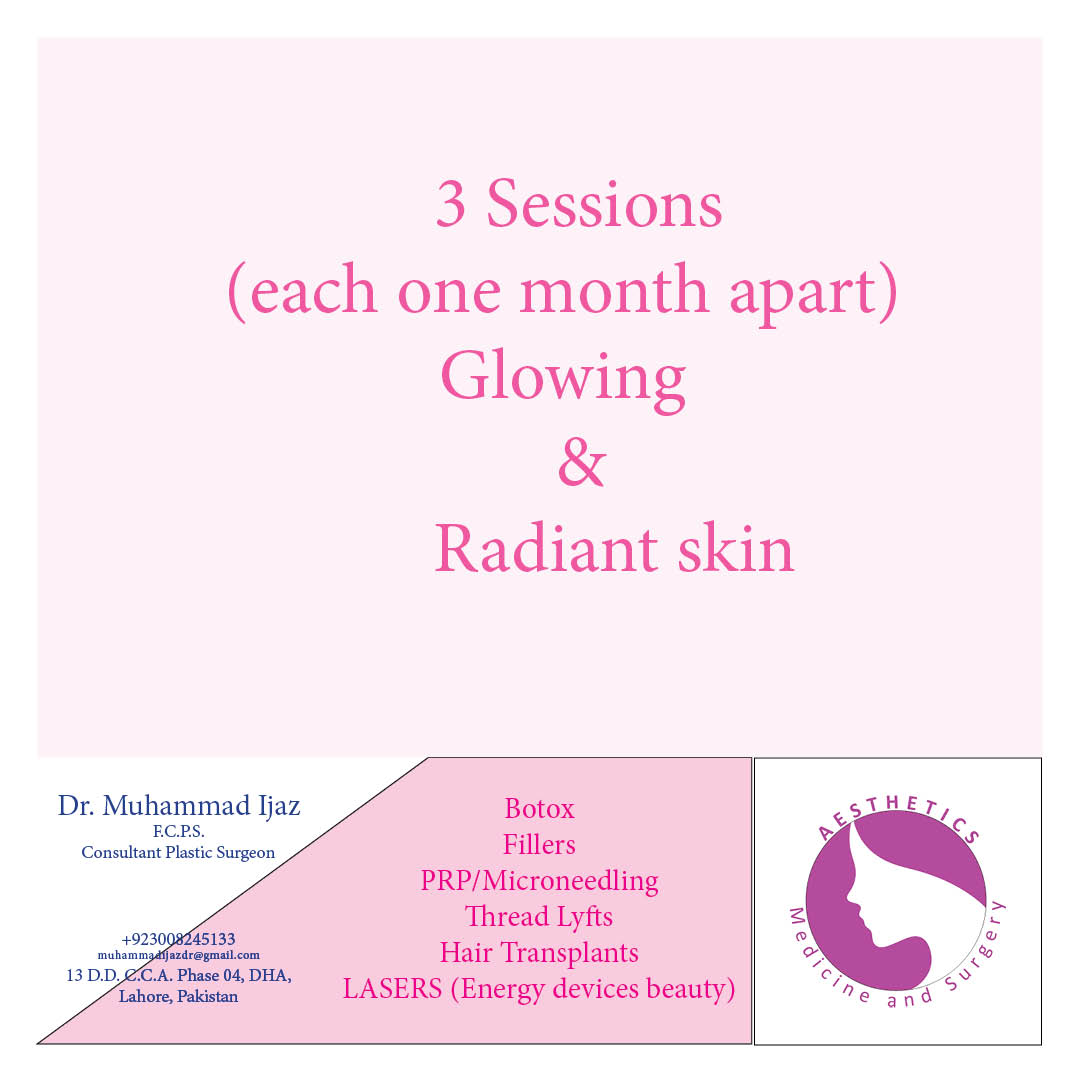 3 Sessions
(each one month apart)
Glowing
&
Radiant skin
Dr. Muhammad Ijaz
F.C.P.S.
Consultant Plastic Surgeon
+923008245133
muhammadijazdr@gmail.com
13 D.D. C.C.A. Phase 04, DHA,
Lahore, Pakistan
Botox
Fillers
PRP/Microneedling
Thread Lyfts
Hair Transplants
LASERS (Energy devices beauty)
AESTHETICS
Medicine and Surgery